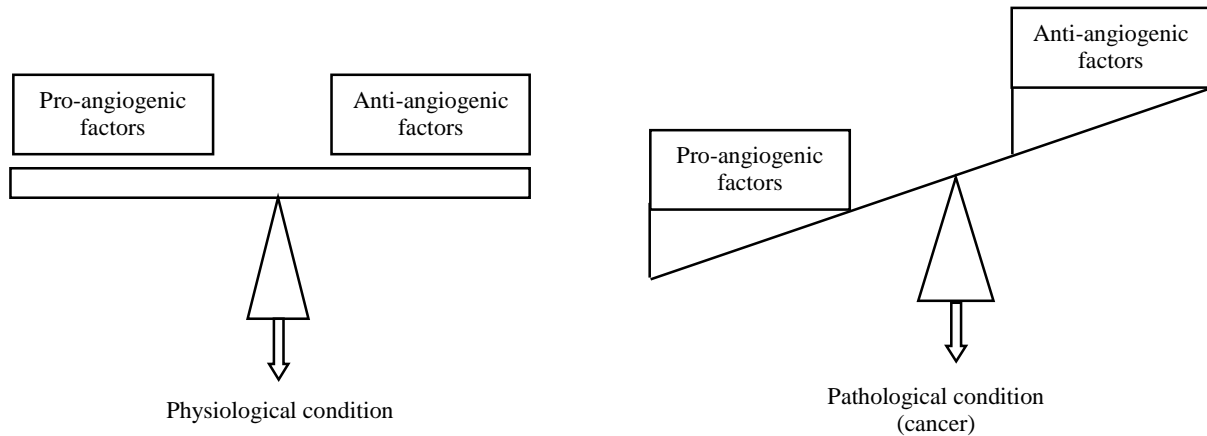 Pro-angiogenic
factors
Anti-angiogenic
factors
Physiological condition
Anti-angiogenic
factors
Pro-angiogenic
factors
Pathological condition
(cancer)